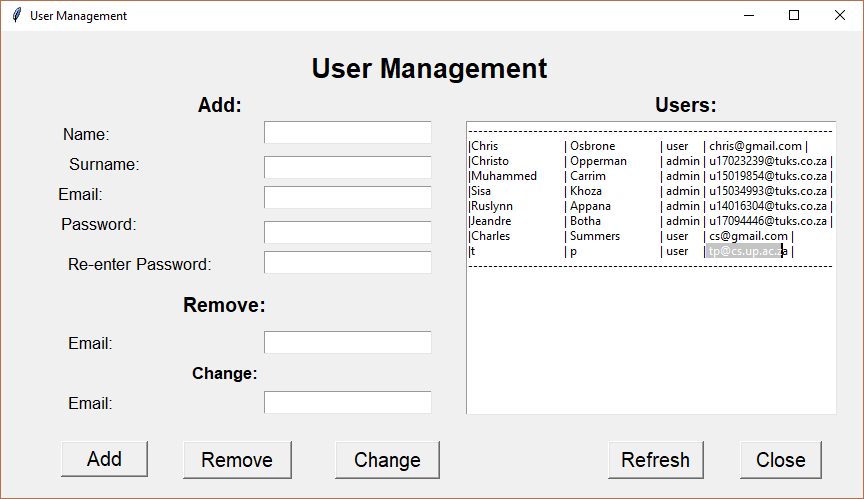 User Management
User Management
Add:
Name:
Surname:
Email:
Password:
Re-enter Password:
Remove:
Email:
Change:
Email:
Users:
--------------------------------------------------------------------------------
|Chris | Osbrone | user | chris@gmail.com |
|Christo | Opperman | admin | u17023239@tuks.co.za |
|Muhammed | Carrim | admin | u15019854@tuks.co.za |
|Sisa | Khoza | admin | u15034993@tuks.co.za |
|Ruslynn | Appana | admin | u14016304@tuks.co.za |
|Jeandre | Botha | admin | u17094446@tuks.co.za |
|Charles | Summers | user | cs@gmail.com |
|t | p | user | tp@cs.up.ac.za |
--------------------------------------------------------------------------------
Add Remove Change Refresh Close